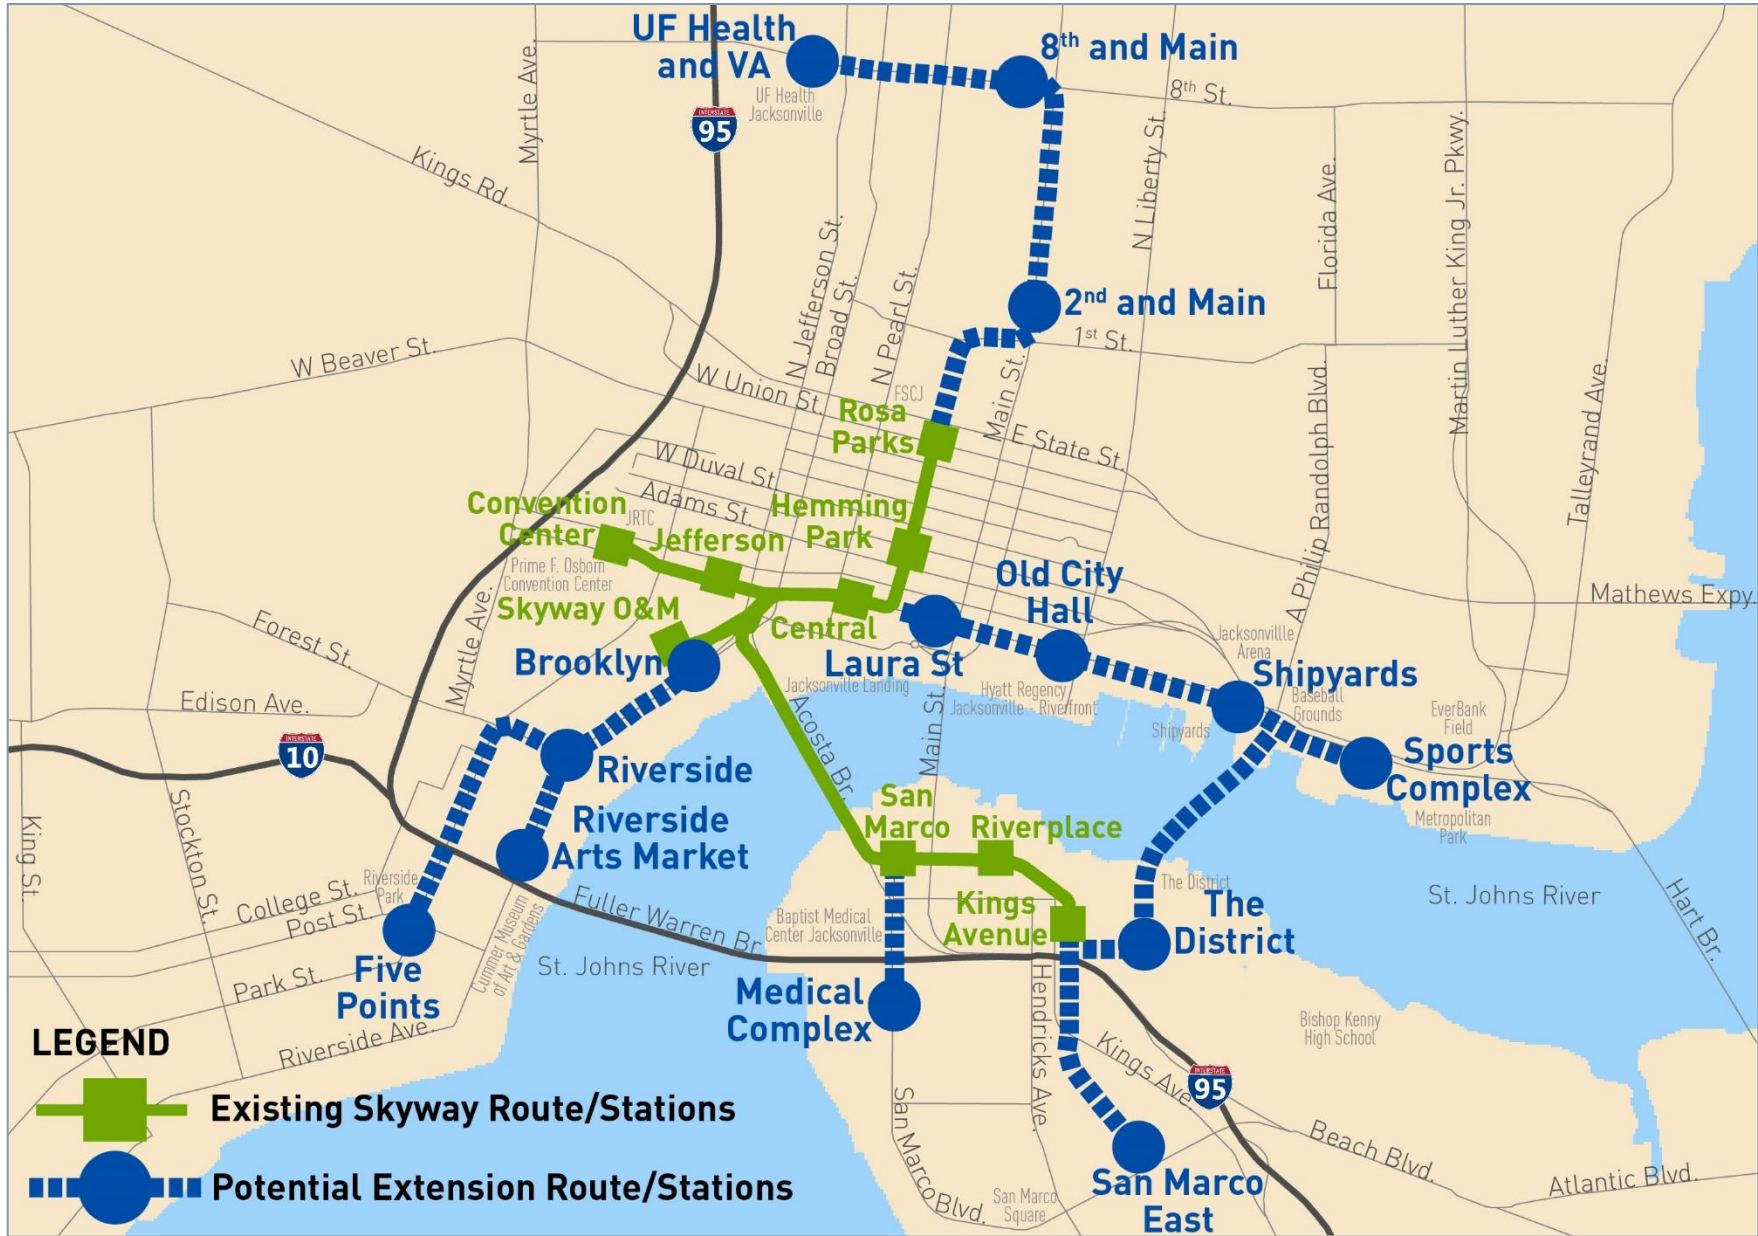 UF Health
and VA
8th and Main
UF Health
Jacksonville
8th St.
Myrtle Ave.
INTERSTATE
95
Kings Rd.
N Liberty St.
Florida Ave.
Martin Luther King Jr. Pkwy.
N Jefferson St.
Broad St.
N Pearl St.
2nd and Main
1st St.
W Beaver St.
Main St.
W Union St.
FSCJ
Rosa
Parks
E State St.
A Philip Randolph Blvd.
Talleyrand Ave.
W Duval St.
Adams St.
Convention
Center
JRTC
Hemming
Park
Jefferson
Prime F. Osborn
Convention Center
Old City
Hall
Mathews Expy.
Skyway O&M
Central
Forest St.
Myrtle Ave.
Brooklyn
Laura St
Jacksonvillle
Arena
Shipyards
Jacksonville Landing
Hyatt Regency
Jacksonville - Riverfront
Baseball
Grounds
EverBank
Field
Edison Ave.
Acosta Br.
Main St.
Shipyards
INTERSTATE
10
Riverside
Sports
Complex
Stockton St.
King St.
Riverside
Arts Market
San
Marco
Riverplace
Metropolitan
Park
Riverside
Park
College St.
Post St.
Fuller Warren Br.
Baptist Medical
Center Jacksonville
Kings
Avenue
The District
The
District
St. Johns River
Hart Br.
Cummer Museum
of Art & Gardens
St. Johns River
Five
Points
Park St.
Medical
Complex
Hendricks Ave.
Bishop Kenny
High School
Riverside Ave.
Kings Ave.
INTERSTATE
95
LEGEND
Existing Skyway Route/Stations
Potential Extension Route/Stations
San Marco Blvd.
San Marco
Square
San Marco
East
Beach Blvd.
Atlantic Blvd.